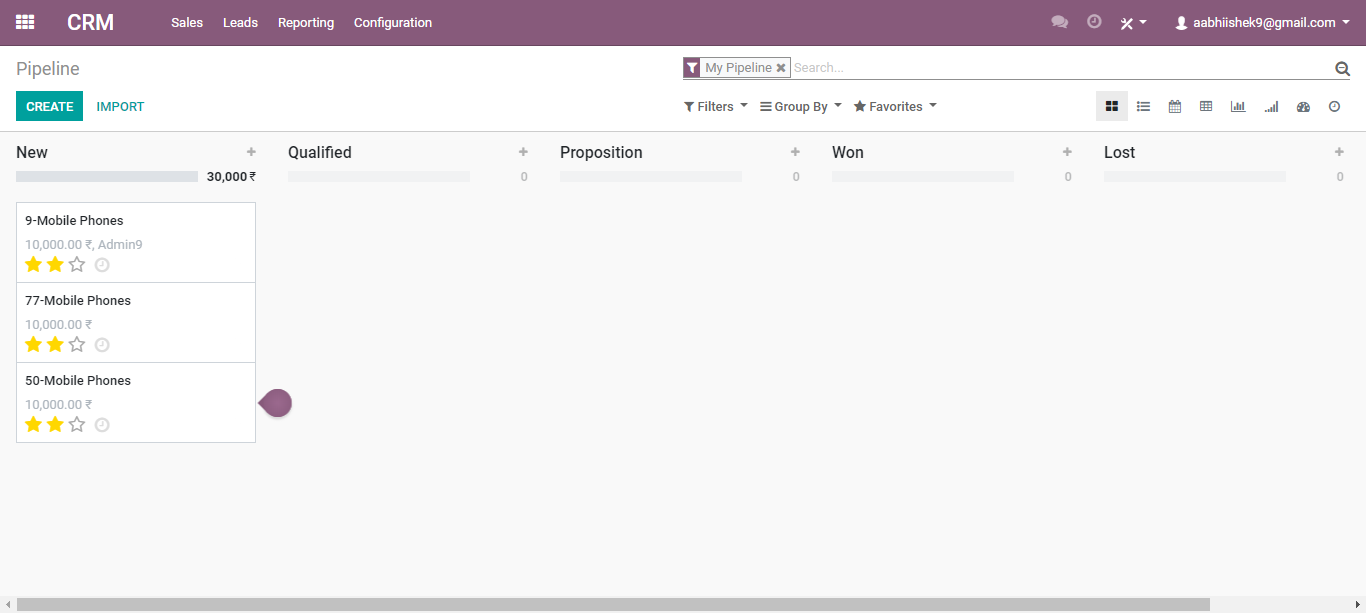 CRM Sales Leads Reporting Configuration aabhiishek9@gmail.com
Pipeline My Pipeline Search...
CREATE IMPORT Filters Group By Favorites
New Qualified Proposition Won Lost
30,000 ₹ 0 0 0 0
9-Mobile Phones
10,000.00 ₹, Admin9
77-Mobile Phones
10,000.00 ₹
50-Mobile Phones
10,000.00 ₹